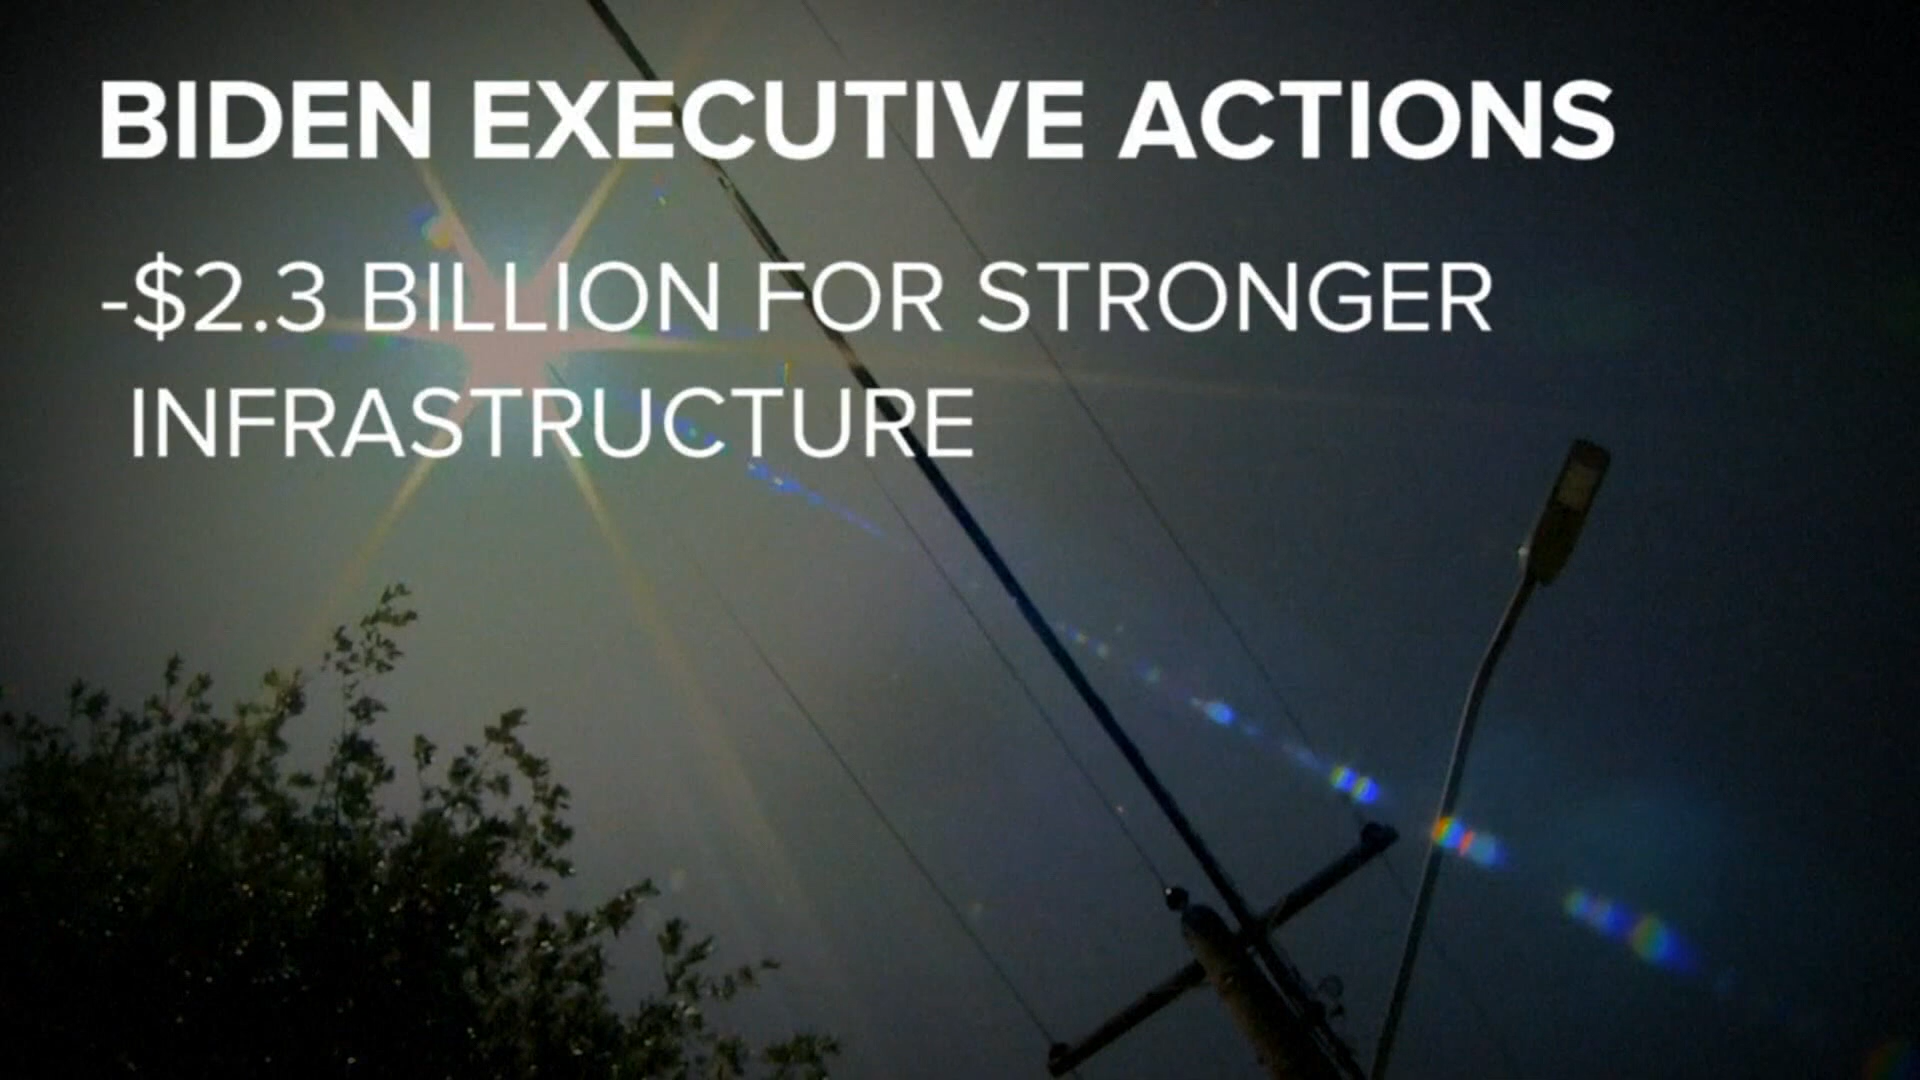 BIDEN EXECUTIVE ACTIONS
-$2.3 BILLION FOR STRONGER
INFRASTRUCTURE